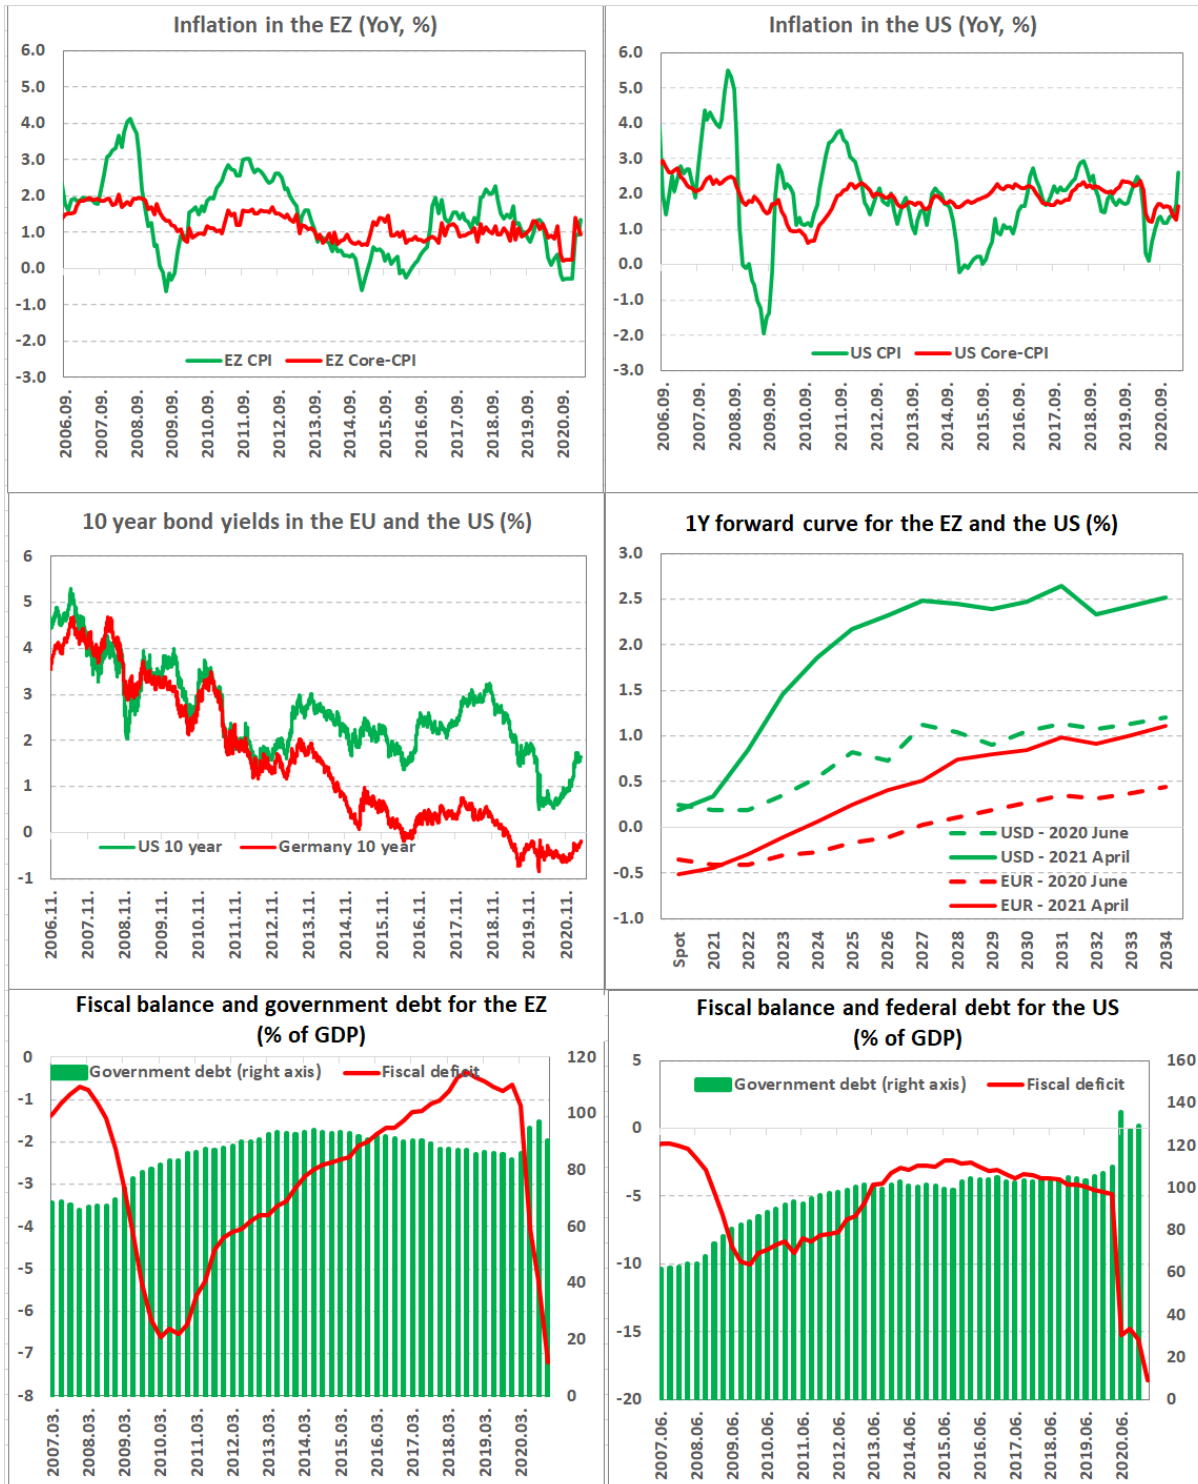 Inflation in the EZ (YoY, %)
6.0
5.0
4.0
3.0
2.0
1.0
0.0
-1.0
-2.0
-3.0
EZ CPI EZ Core-CPI
2006.09. 2007.09. 2008.09. 2009.09. 2010.09. 2011.09. 2012.09. 2013.09. 2014.09. 2015.09. 2016.09. 2017.09. 2018.09. 2019.09. 2020.09.
Inflation in the US (YoY, %)
6.0
5.0
4.0
3.0
2.0
1.0
0.0
-1.0
-2.0
-3.0
US CPI US Core-CPI
2006.09. 2007.09. 2008.09. 2009.09. 2010.09. 2011.09. 2012.09. 2013.09. 2014.09. 2015.09. 2016.09. 2017.09. 2018.09. 2019.09. 2020.09.
10 year bond yields in the EU and the US (%)
6
5
4
3
2
1
0
-1
US 10 year Germany 10 year
2006.11. 2007.11. 2008.11. 2009.11. 2010.11. 2011.11. 2012.11. 2013.11. 2014.11. 2015.11. 2016.11. 2017.11. 2018.11. 2019.11. 2020.11.
1Y forward curve for the EZ and the US (%)
3.0
2.5
2.0
1.5
1.0
0.5
0.0
-0.5
-1.0
USD - 2020 June
USD - 2021 April
EUR - 2020 June
EUR - 2021 April
Spot 2021 2022 2023 2024 2025 2026 2027 2028 2029 2030 2031 2032 2033 2034
Fiscal balance and government debt for the EZ
(% of GDP)
0
-1
-2
-3
-4
-5
-6
-7
-8
Government debt (right axis) Fiscal deficit
120
100
80
60
40
20
0
2007.03. 2008.03. 2009.03. 2010.03. 2011.03. 2012.03. 2013.03. 2014.03. 2015.03. 2016.03. 2017.03. 2018.03. 2019.03. 2020.03.
Fiscal balance and federal debt for the US
(% of GDP)
5
0
-5
-10
-15
-20
Government debt (right axis) Fiscal deficit
160
140
120
100
80
60
40
20
0
2007.06. 2008.06. 2009.06. 2010.06. 2011.06. 2012.06. 2013.06. 2014.06. 2015.06. 2016.06. 2017.06. 2018.06. 2019.06. 2020.06.